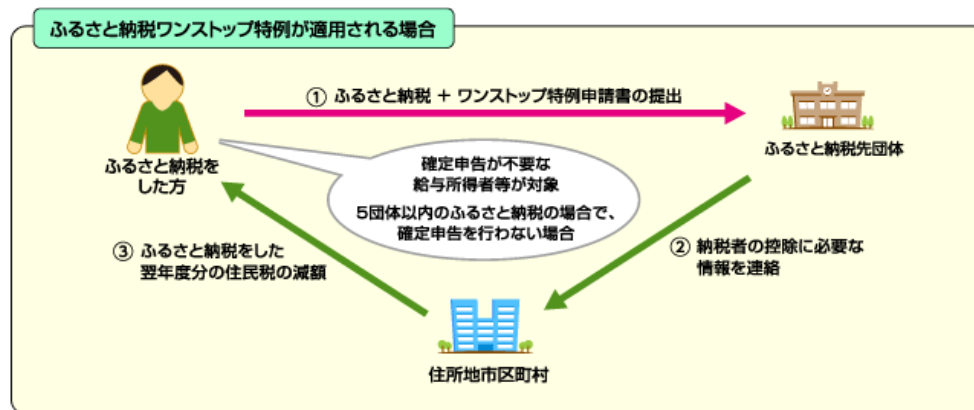 ふるさと納税ワンストップ特例が適用される場合
① ふるさと納税 + ワンストップ特例申請書の提出
ふるさと納税を
した方
ふるさと納税先団体
確定申告が不要な
給与所得者等が対象
5団体以内のふるさと納税の場合で、
確定申告を行わない場合
② 納税者の控除に必要な
情報を連絡
③ ふるさと納税をした
翌年度分の住民税の減額
住所地市区町村